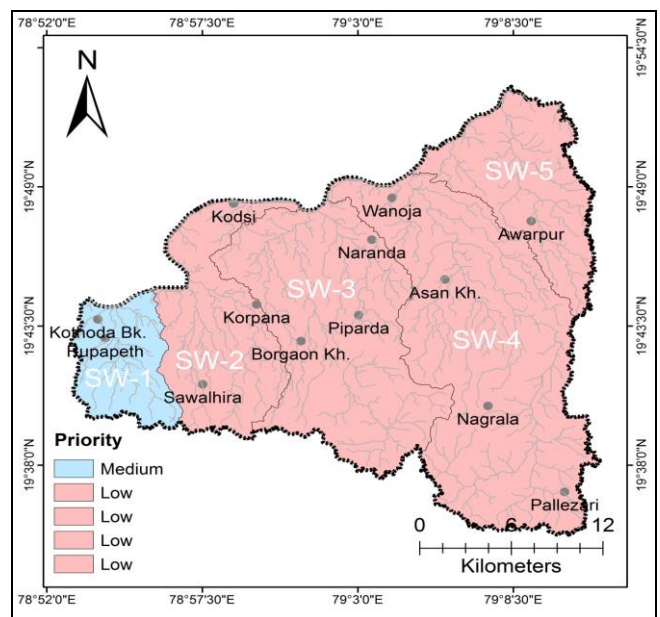 78°52'0"E 78°57'30"E 79°3'0"E 79°8'30"E
19°54'30"N
19°49'0"N
19°43'30"N
19°38'0"N
N
SW-5
Kodsi
Wanoja
Awarpur
Naranda
SW-3
Asan Kh.
Korpana
Piparda
Kothoda Bk.
Rupapeth
SW-4
SW-2
Borgaon Kh.
SW-1
Sawalhira
Nagrala
Pallezari
Priority
Medium
Low
Low
Low
Low
0 6 12
Kilometers
19°54'30"N
19°49'0"N
19°43'30"N
19°38'0"N
78°52'0"E 78°57'30"E 79°3'0"E 79°8'30"E